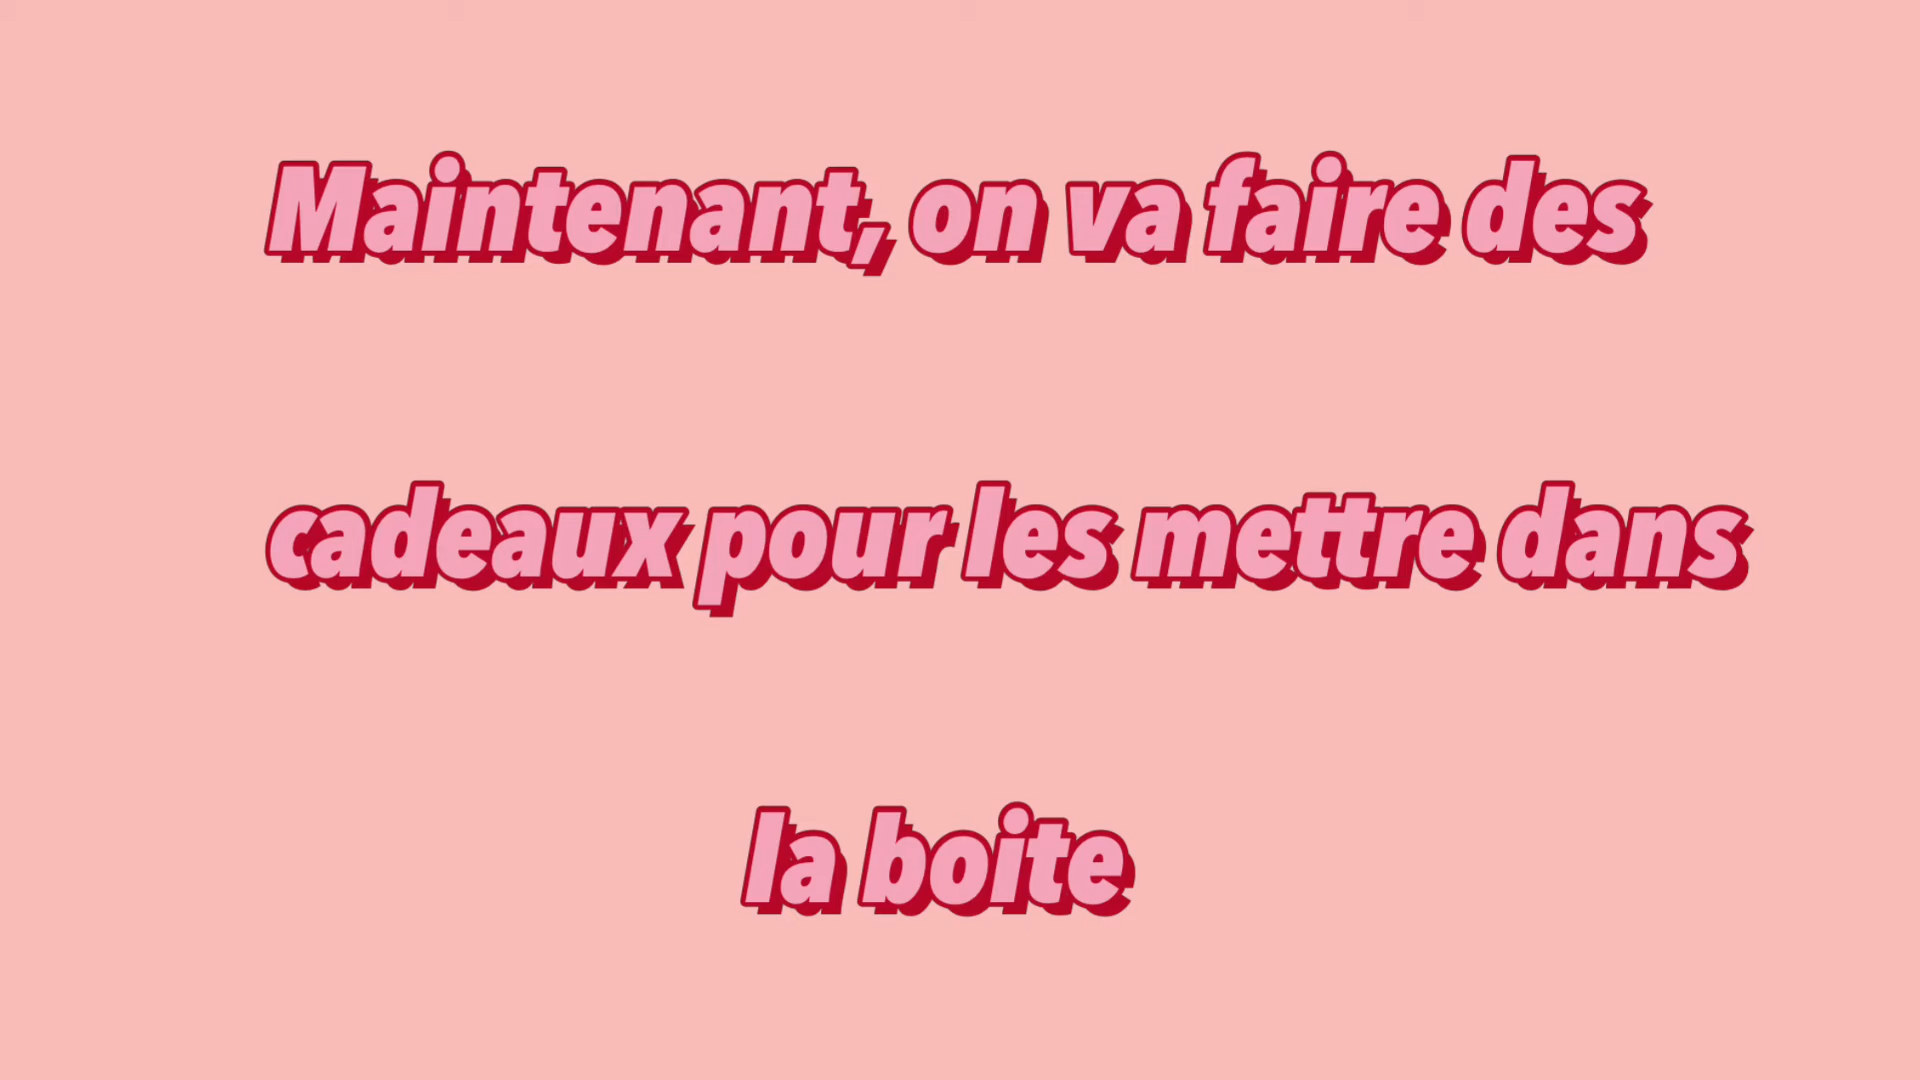 Maintenant, on va faire des
cadeaux pour les mettre dans
la boite